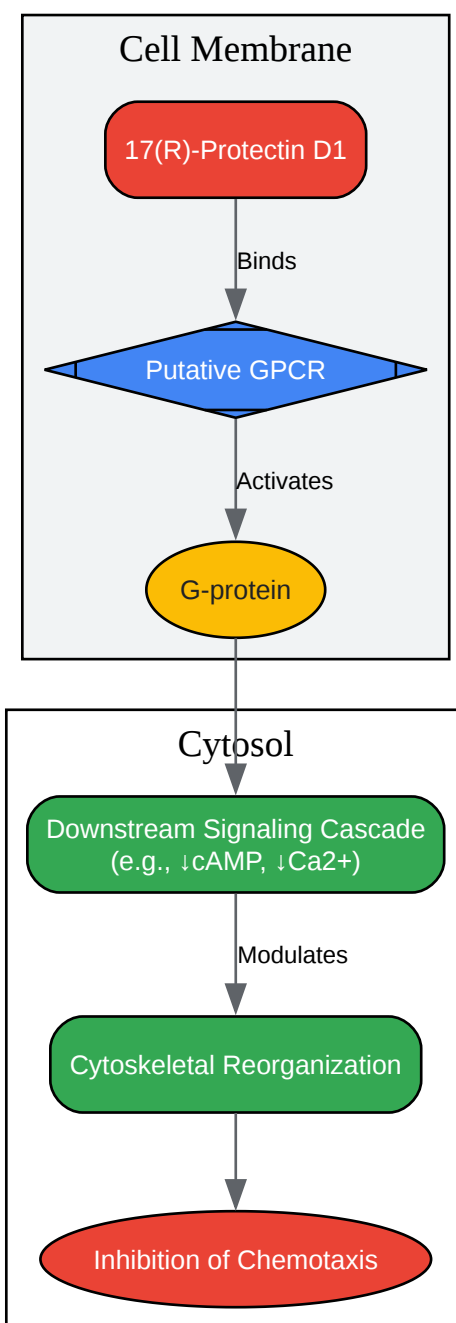 Cell Membrane
17(R)-Protectin D1
Binds
Putative GPCR
Activates
G-protein
Cytosol
Downstream Signaling Cascade
(e.g., ↓cAMP, ↓Ca2+)
Modulates
Cytoskeletal Reorganization
Inhibition of Chemotaxis